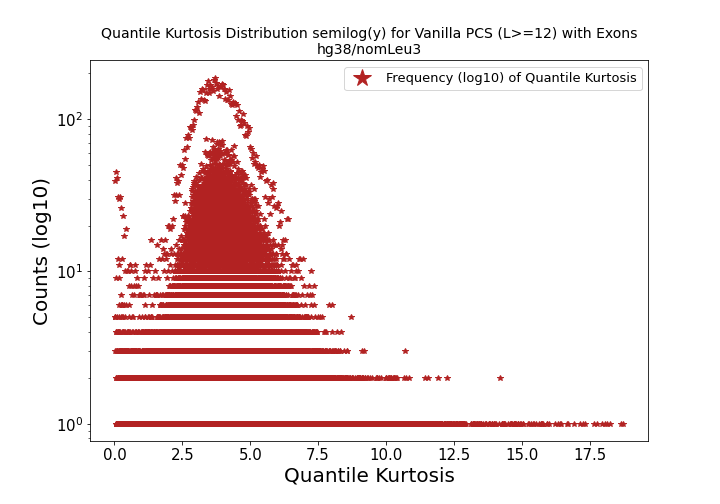 Quantile Kurtosis Distribution semilog(y) for Vanilla PCS (L>=12) with Exons
hg38/nomLeu3
Frequency (log10) of Quantile Kurtosis
Counts (log10)
10²
10¹
10⁰
0.0 2.5 5.0 7.5 10.0 12.5 15.0 17.5
Quantile Kurtosis